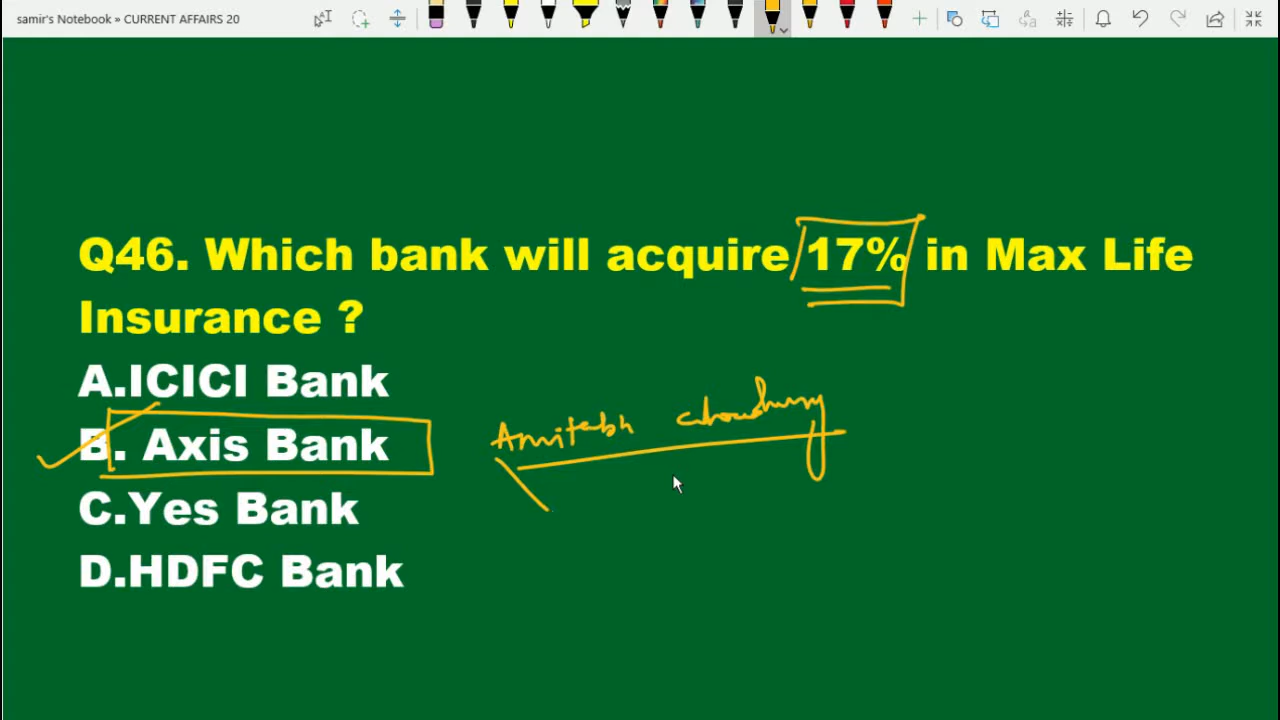 samir's Notebook » CURRENT AFFAIRS 20
Q46. Which bank will acquire 17% in Max Life
Insurance ?
A.ICICI Bank
B. Axis Bank
Amitabh choudhury
C.Yes Bank
D.HDFC Bank